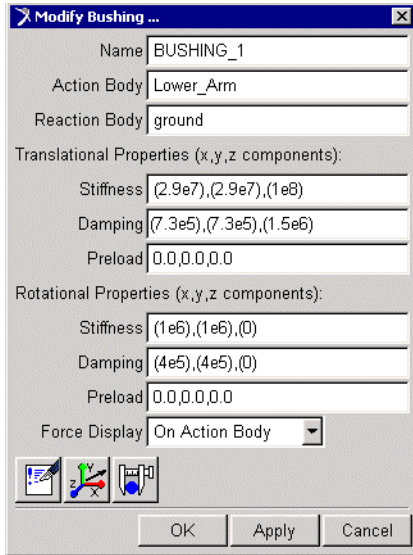 Modify Bushing ...
Name BUSHING_1
Action Body Lower_Arm
Reaction Body ground
Translational Properties (x,y,z components):
Stiffness (2.9e7),(2.9e7),(1e8)
Damping (7.3e5),(7.3e5),(1.5e6)
Preload 0.0,0.0,0.0
Rotational Properties (x,y,z components):
Stiffness (1e6),(1e6),(0)
Damping (4e5),(4e5),(0)
Preload 0.0,0.0,0.0
Force Display On Action Body
Z Y X
OK Apply Cancel